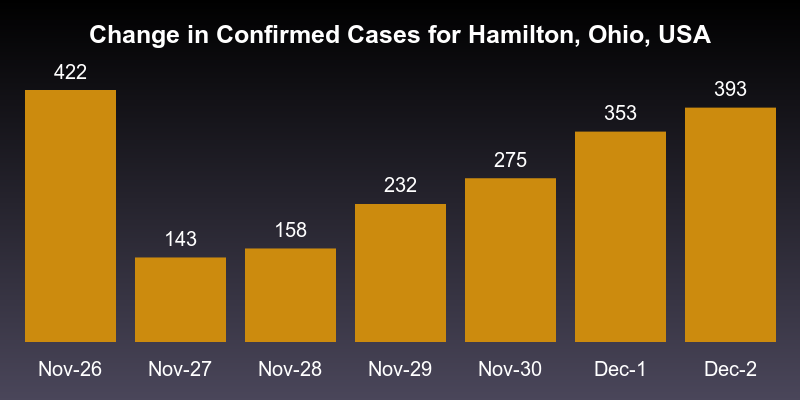 Change in Confirmed Cases for Hamilton, Ohio, USA
422
143
158
232
275
353
393
Nov-26
Nov-27
Nov-28
Nov-29
Nov-30
Dec-1
Dec-2